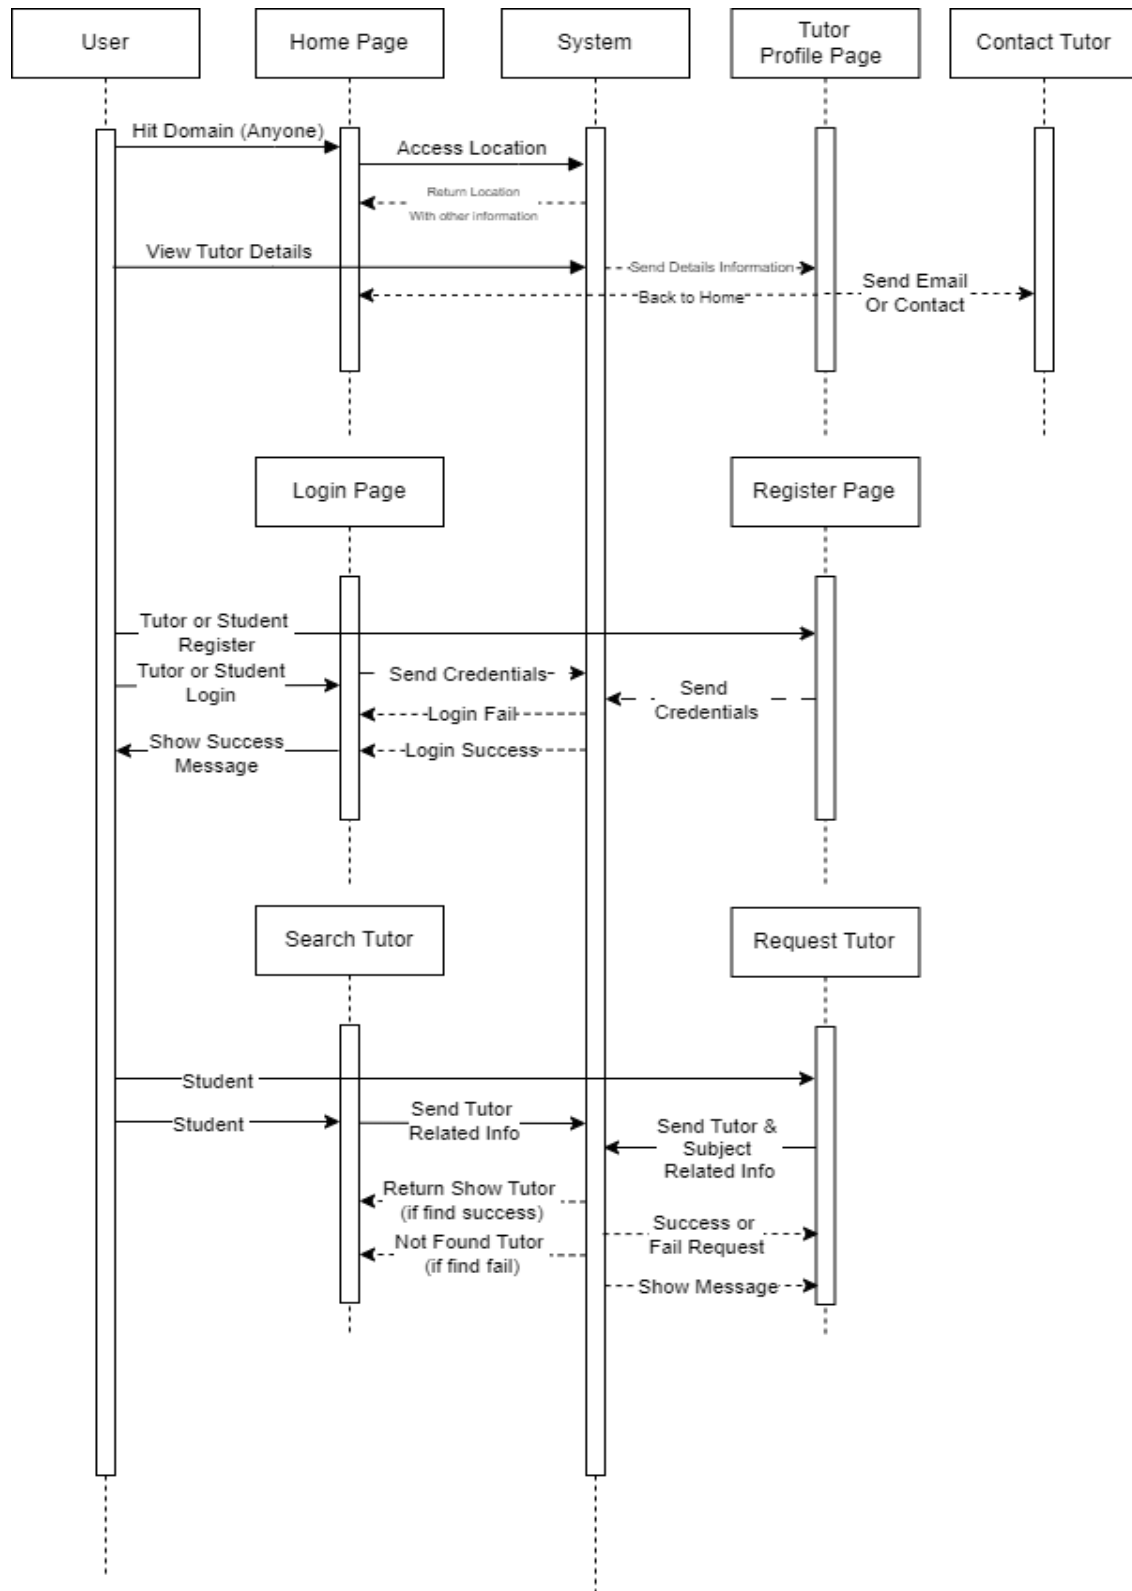 User
Home Page
System
Tutor
Profile Page
Contact Tutor
Hit Domain (Anyone)
Access Location
Return Location
With other information
View Tutor Details
Send Details Information
Back to Home
Send Email
Or Contact
Login Page
Register Page
Tutor or Student
Register
Tutor or Student
Login
Send Credentials
Send
Credentials
Login Fail
Show Success
Message
Login Success
Search Tutor
Request Tutor
Student
Student
Send Tutor
Related Info
Send Tutor &
Subject
Related Info
Return Show Tutor
(if find success)
Success or
Fail Request
Not Found Tutor
(if find fail)
Show Message